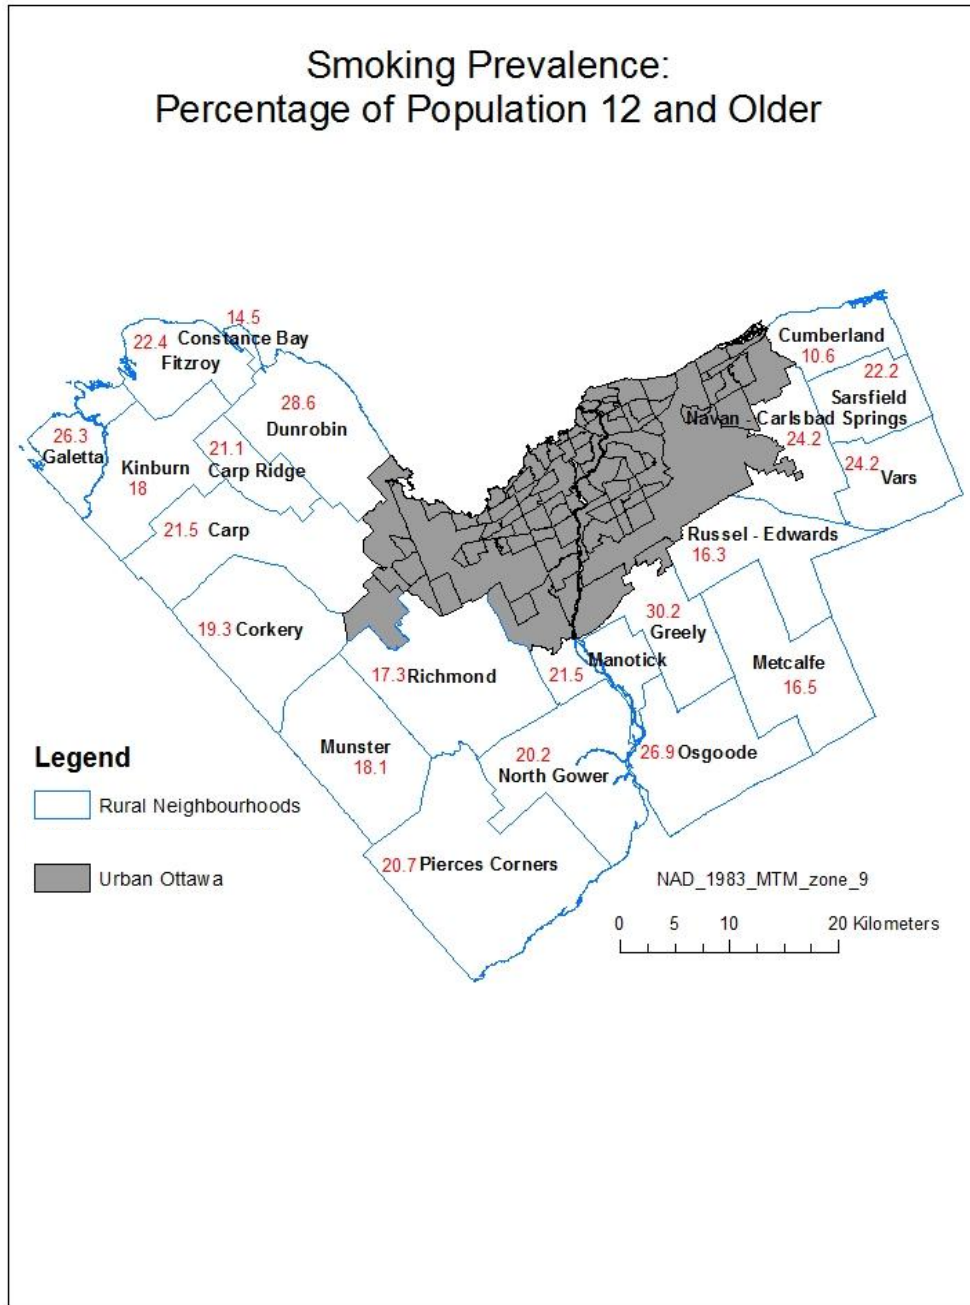 Smoking Prevalence:
Percentage of Population 12 and Older
14.5
22.4 Constance Bay
Fitzroy
Cumberland
10.6
22.2
Sarsfield
28.6
Dunrobin
Navan - Carlsbad Springs
24.2
26.3
Galetta
21.1
Carp Ridge
Kinburn
18
24.2 Vars
21.5 Carp
Russel - Edwards
16.3
19.3 Corkery
30.2
Greely
17.3 Richmond
Manotick
21.5
Metcalfe
16.5
Munster
18.1
20.2
North Gower
26.9 Osgoode
20.7 Pierces Corners
Legend
Rural Neighbourhoods
Urban Ottawa
NAD_1983_MTM_zone_9
0 5 10 20 Kilometers